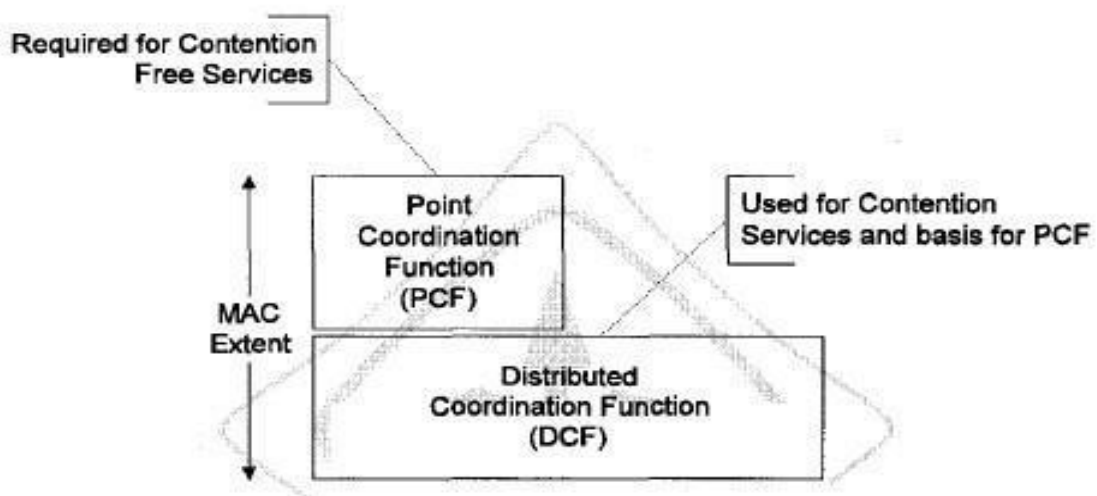 Required for Contention
Free Services
Point
Coordination
Function
(PCF)
Used for Contention
Services and basis for PCF
MAC
Extent
Distributed
Coordination Function
(DCF)